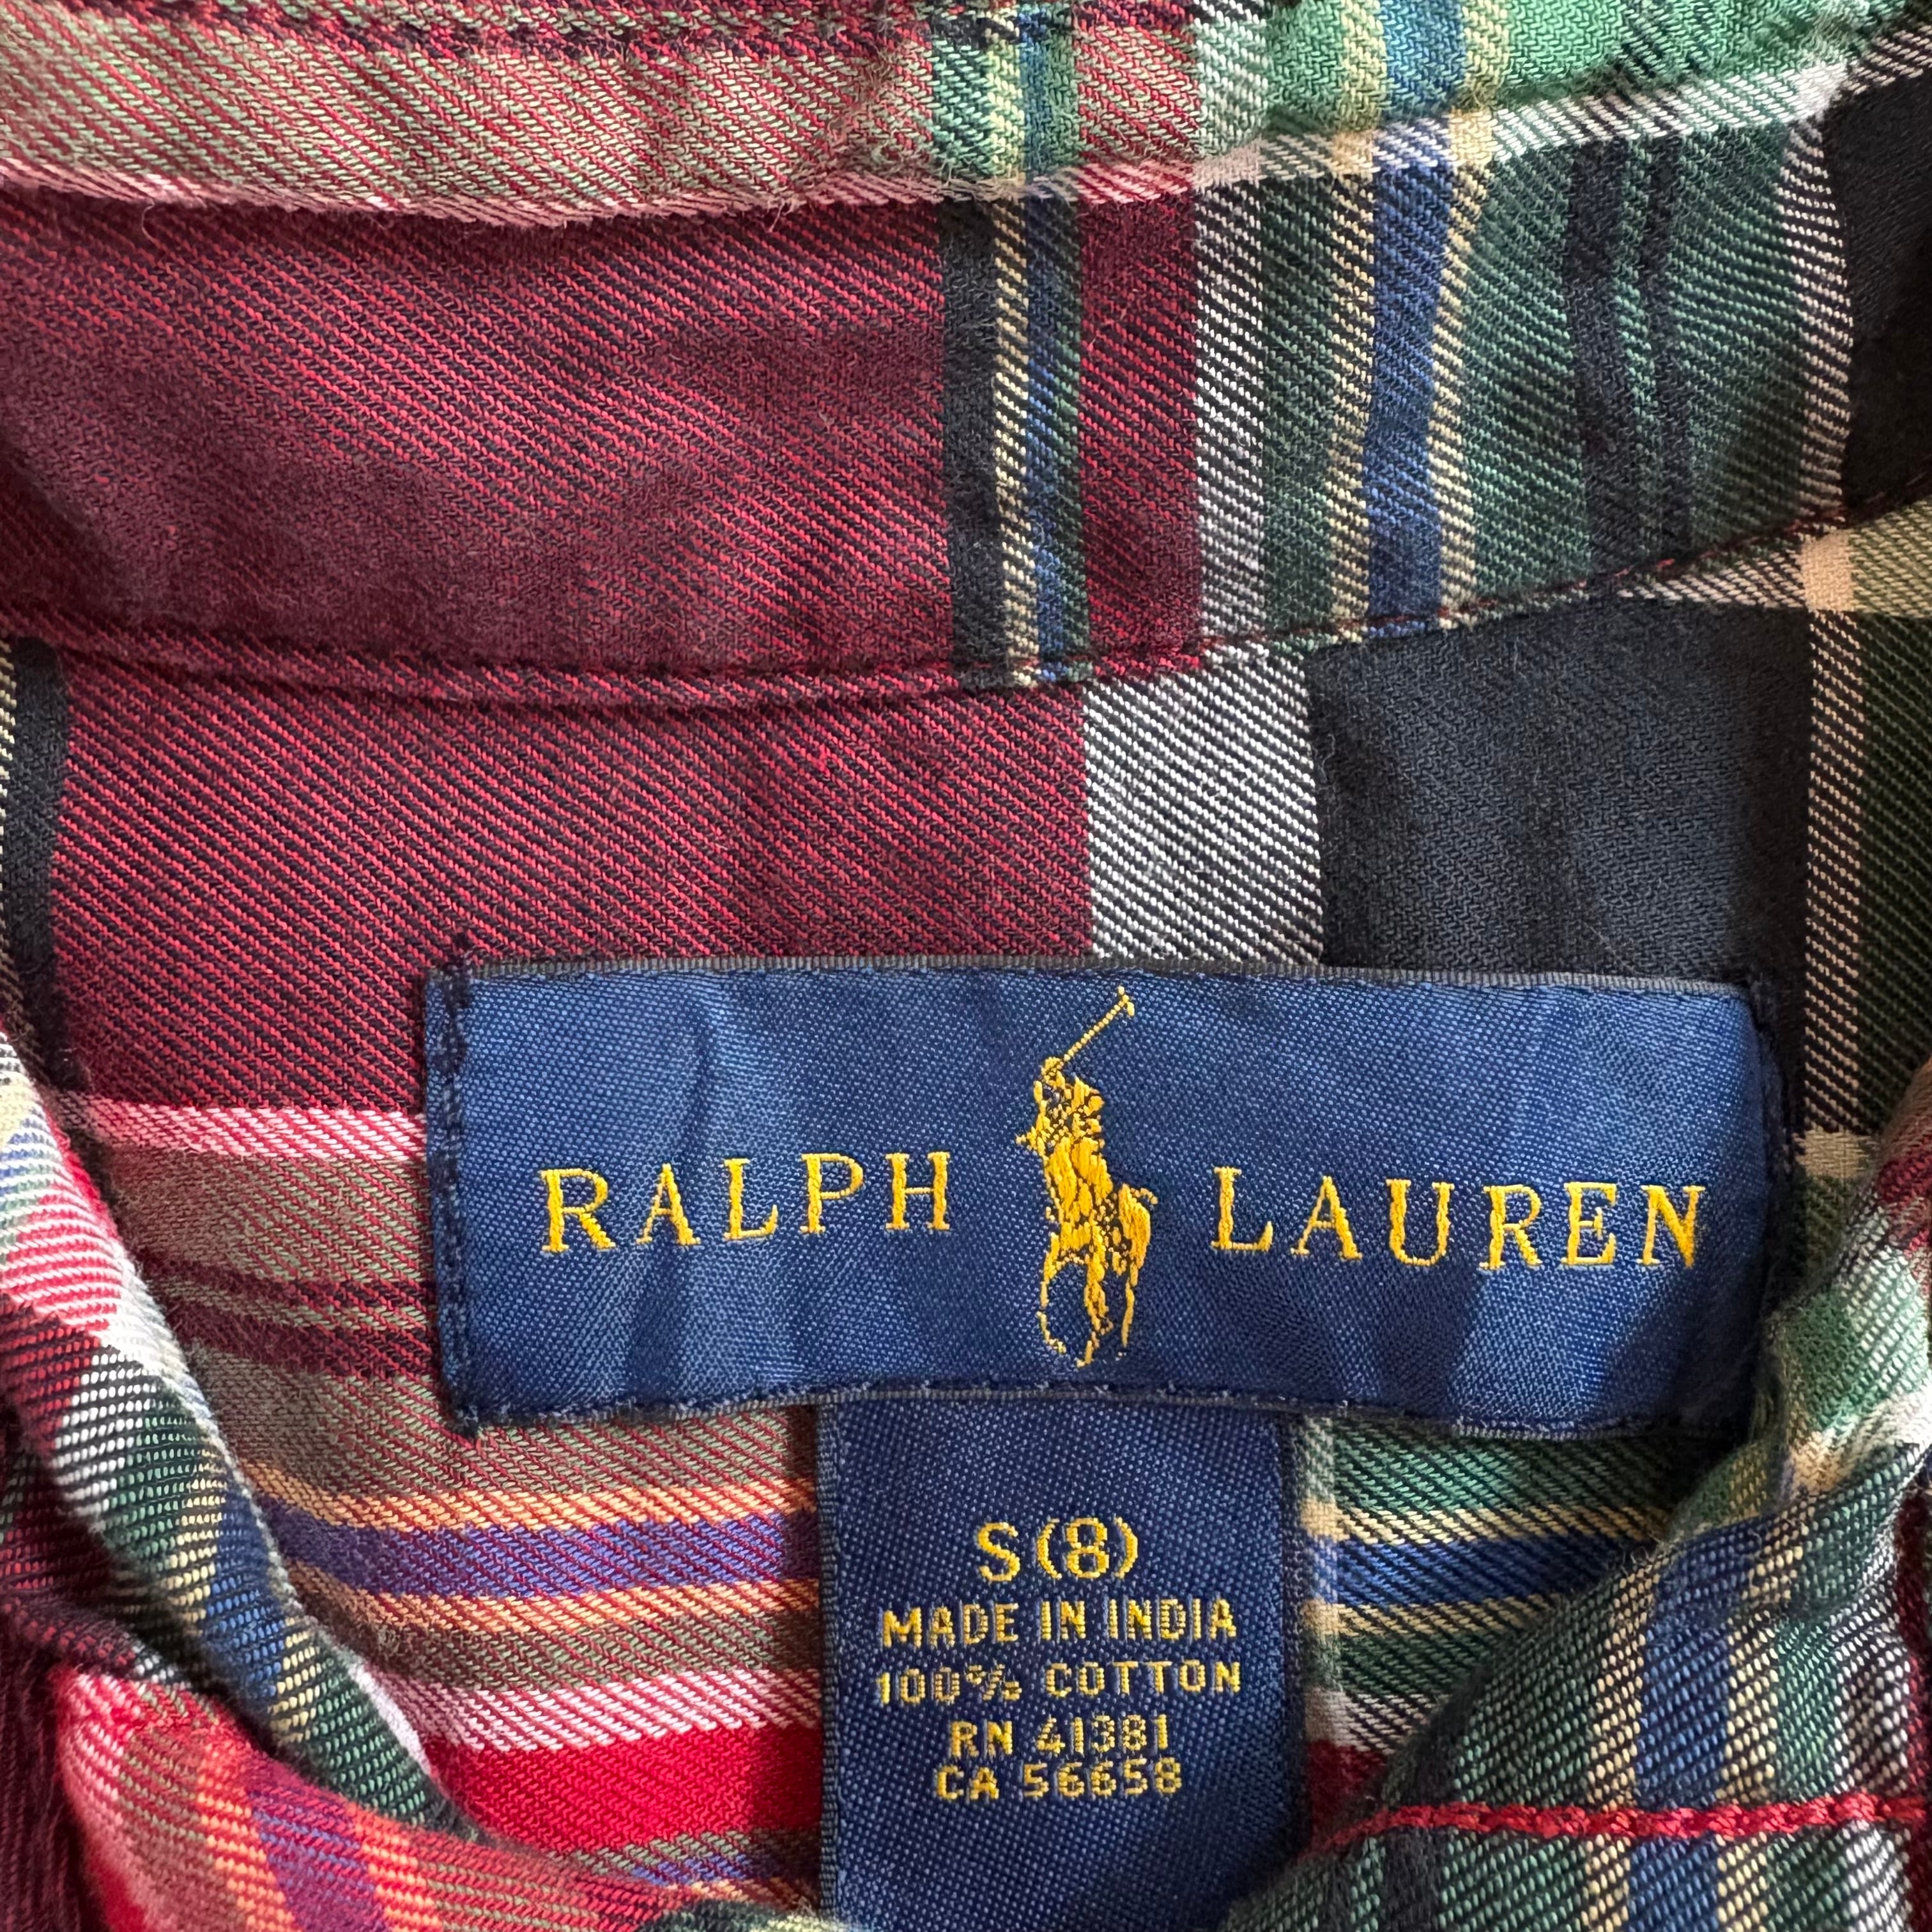 RALPH LAUREN
S(8)
MADE IN INDIA
100% COTTON
RN 41381
CA 56658